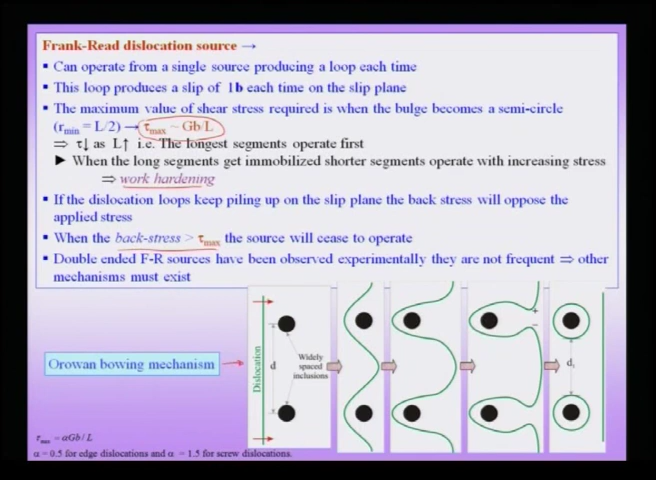 Frank-Read dislocation source →
▪ Can operate from a single source producing a loop each time
▪ This loop produces a slip of 1b each time on the slip plane
▪ The maximum value of shear stress required is when the bulge becomes a semi-circle
(rmin = L/2) → τmax ~ Gb/L
⇒ τ↓ as L↑ i.e. The longest segments operate first
► When the long segments get immobilized shorter segments operate with increasing stress
⇒ work hardening
▪ If the dislocation loops keep piling up on the slip plane the back stress will oppose the
applied stress
▪ When the back-stress > τmax the source will cease to operate
▪ Double ended F-R sources have been observed experimentally they are not frequent ⇒ other
mechanisms must exist
Orowan bowing mechanism
Dislocation
d
Widely
spaced
inclusions
+
−
d1
τmax = αGb/L
α = 0.5 for edge dislocations and α = 1.5 for screw dislocations.